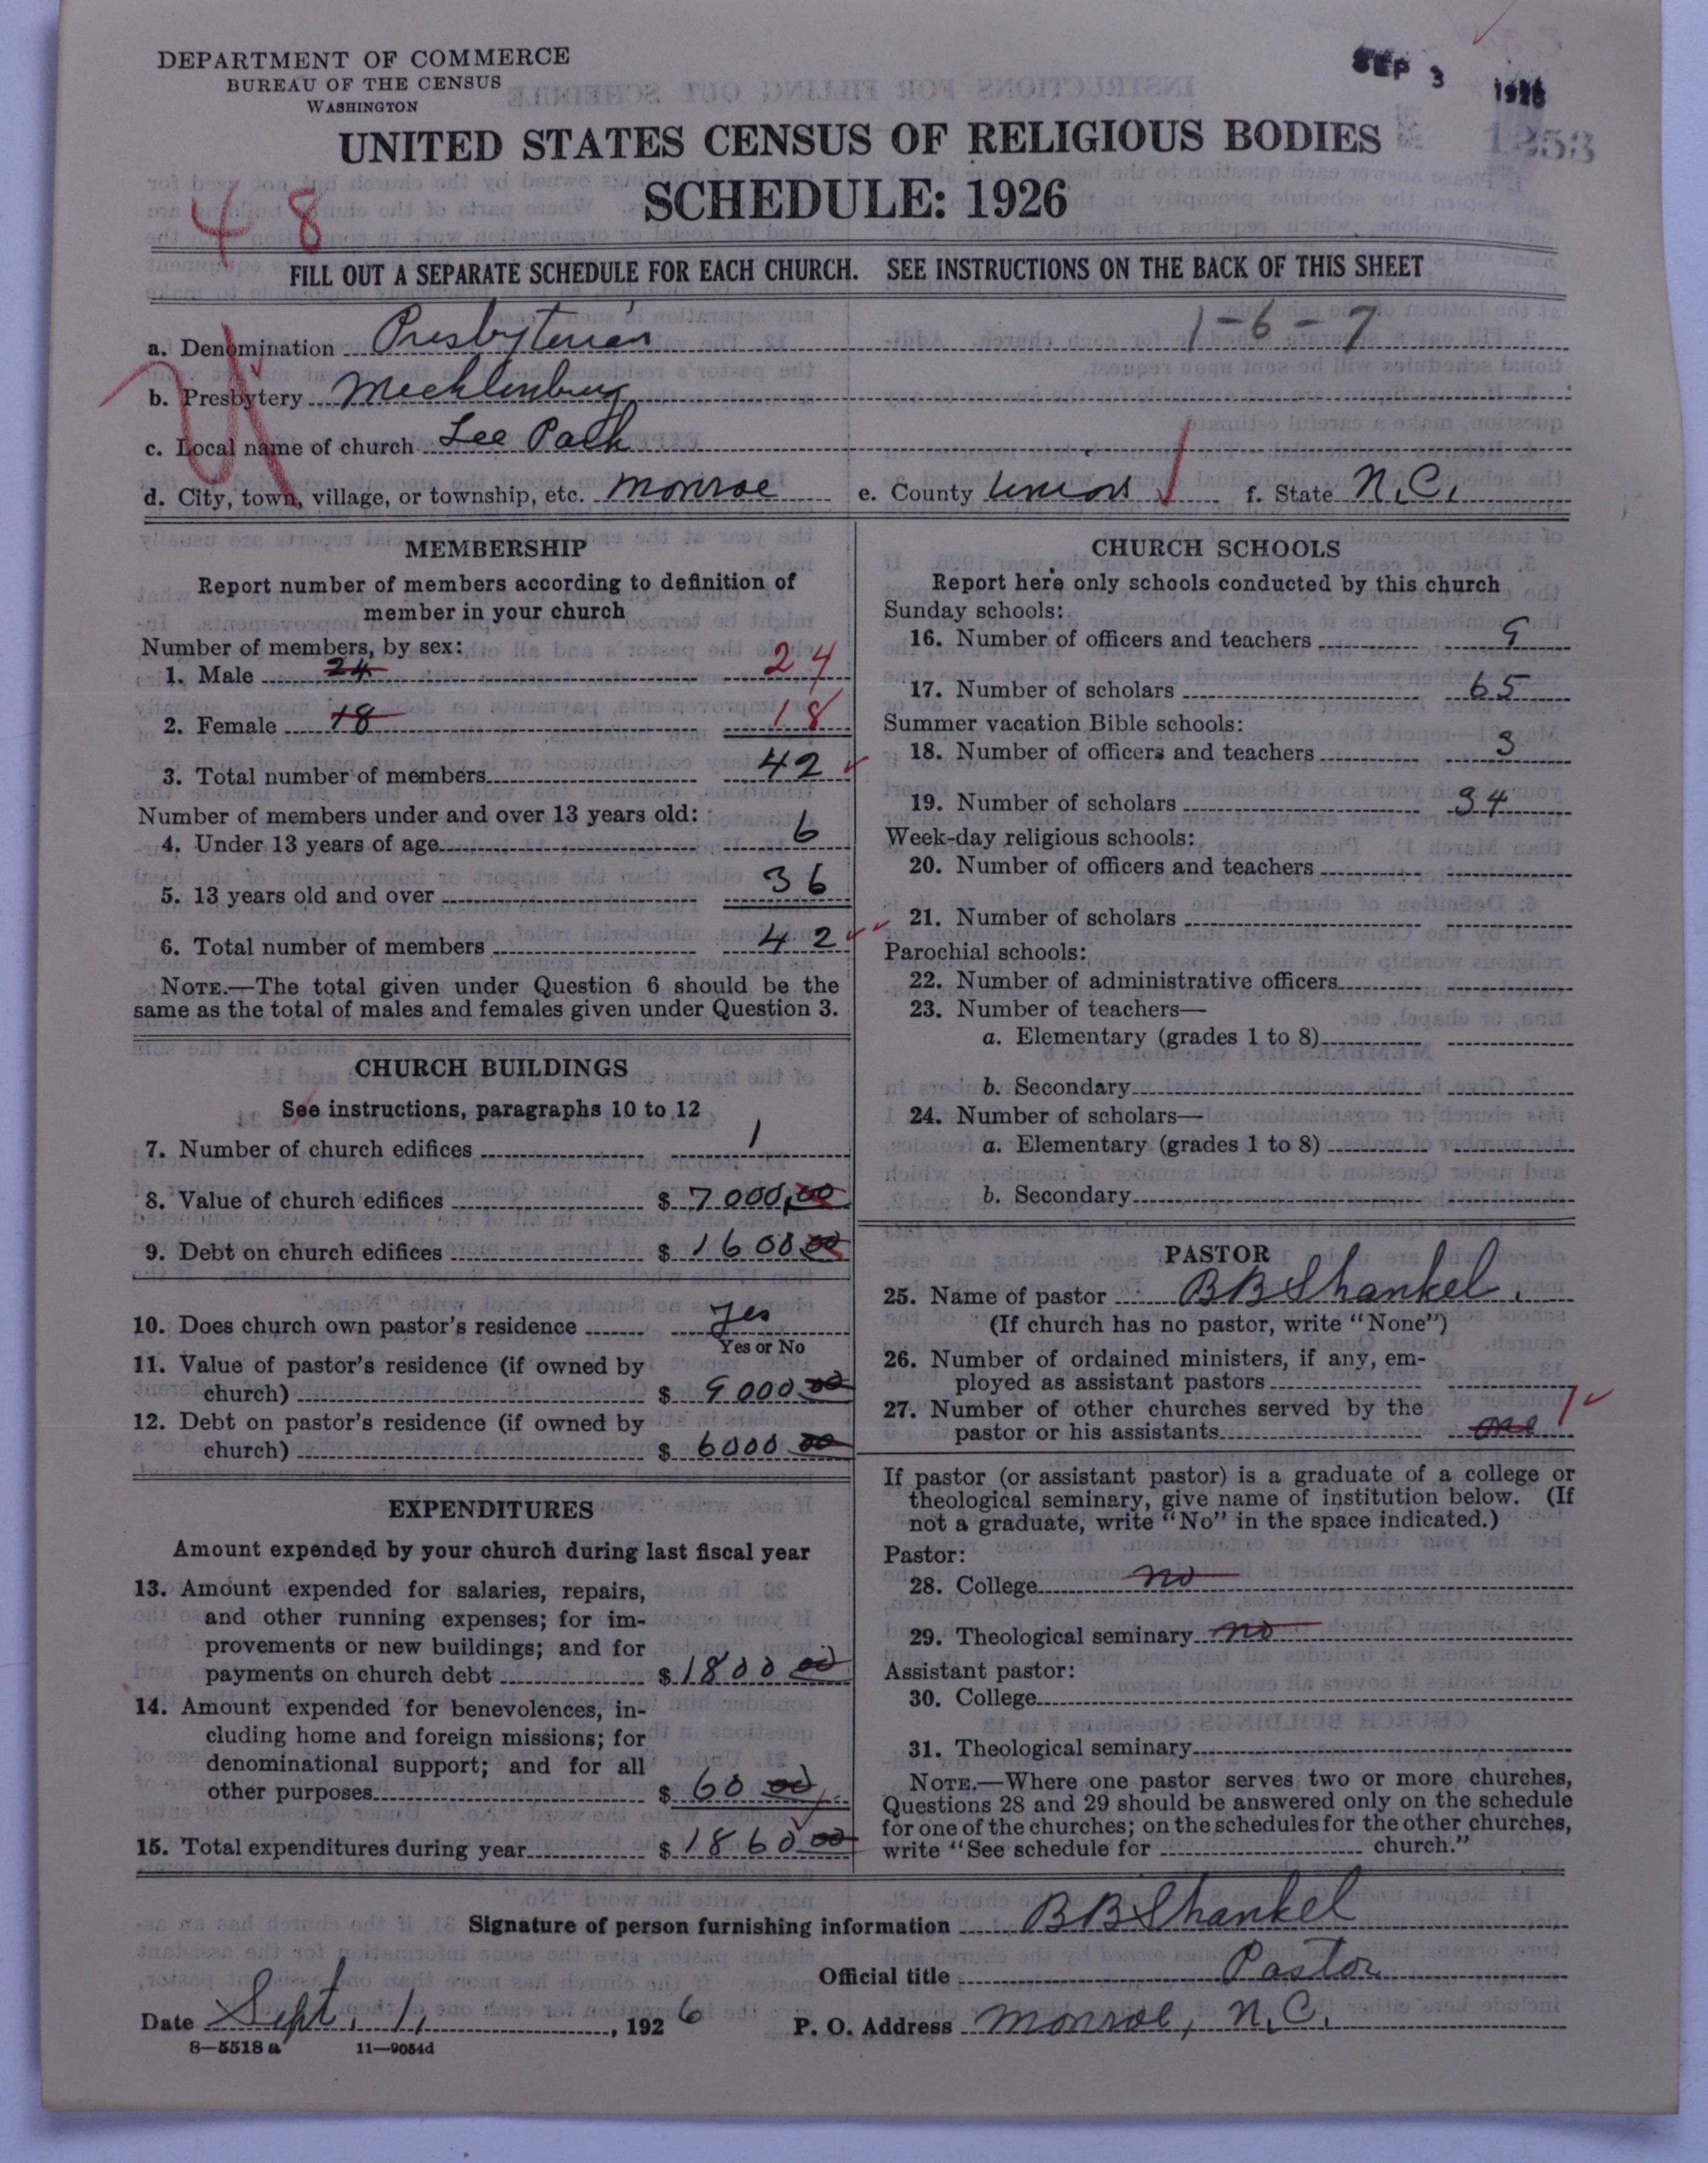 DEPARTMENT OF COMMERCE
BUREAU OF THE CENSUS
WASHINGTON
SEP 3 1926
1253
UNITED STATES CENSUS OF RELIGIOUS BODIES
SCHEDULE: 1926
48
FILL OUT A SEPARATE SCHEDULE FOR EACH CHURCH. SEE INSTRUCTIONS ON THE BACK OF THIS SHEET
a. Denomination Presbyterian 1-6-7
b. Presbytery Mecklenburg
c. Local name of church Lee Park
d. City, town, village, or township, etc. Monroe e. County Union f. State N.C.
MEMBERSHIP
Report number of members according to definition of
member in your church
Number of members, by sex:
1. Male 24 24
2. Female 18 18
3. Total number of members 42
Number of members under and over 13 years old:
4. Under 13 years of age 6
5. 13 years old and over 36
6. Total number of members 42
NOTE.—The total given under Question 6 should be the
same as the total of males and females given under Question 3.
CHURCH BUILDINGS
See instructions, paragraphs 10 to 12
7. Number of church edifices 1
8. Value of church edifices $ 7000.00
9. Debt on church edifices $ 1600 00
10. Does church own pastor's residence Yes
Yes or No
11. Value of pastor's residence (if owned by
church) $ 9000 00
12. Debt on pastor's residence (if owned by
church) $ 6000 00
EXPENDITURES
Amount expended by your church during last fiscal year
13. Amount expended for salaries, repairs,
and other running expenses; for im-
provements or new buildings; and for
payments on church debt $ 1800 00
14. Amount expended for benevolences, in-
cluding home and foreign missions; for
denominational support; and for all
other purposes $ 60 00
15. Total expenditures during year $ 1860 00
CHURCH SCHOOLS
Report here only schools conducted by this church
Sunday schools:
16. Number of officers and teachers 9
17. Number of scholars 65
Summer vacation Bible schools:
18. Number of officers and teachers 3
19. Number of scholars 34
Week-day religious schools:
20. Number of officers and teachers
21. Number of scholars
Parochial schools:
22. Number of administrative officers
23. Number of teachers—
a. Elementary (grades 1 to 8)
b. Secondary
24. Number of scholars—
a. Elementary (grades 1 to 8)
b. Secondary
PASTOR
25. Name of pastor B B Shankel.
(If church has no pastor, write "None")
26. Number of ordained ministers, if any, em-
ployed as assistant pastors
27. Number of other churches served by the
pastor or his assistants one 1
If pastor (or assistant pastor) is a graduate of a college or
theological seminary, give name of institution below. (If
not a graduate, write "No" in the space indicated.)
Pastor:
28. College no
29. Theological seminary no
Assistant pastor:
30. College
31. Theological seminary
NOTE.—Where one pastor serves two or more churches,
Questions 28 and 29 should be answered only on the schedule
for one of the churches; on the schedules for the other churches,
write "See schedule for church."
Signature of person furnishing information B B Shankel
Official title Pastor
Date Sept. 1, 1926 P. O. Address Monroe, N.C.
8—5518 a 11—9054d